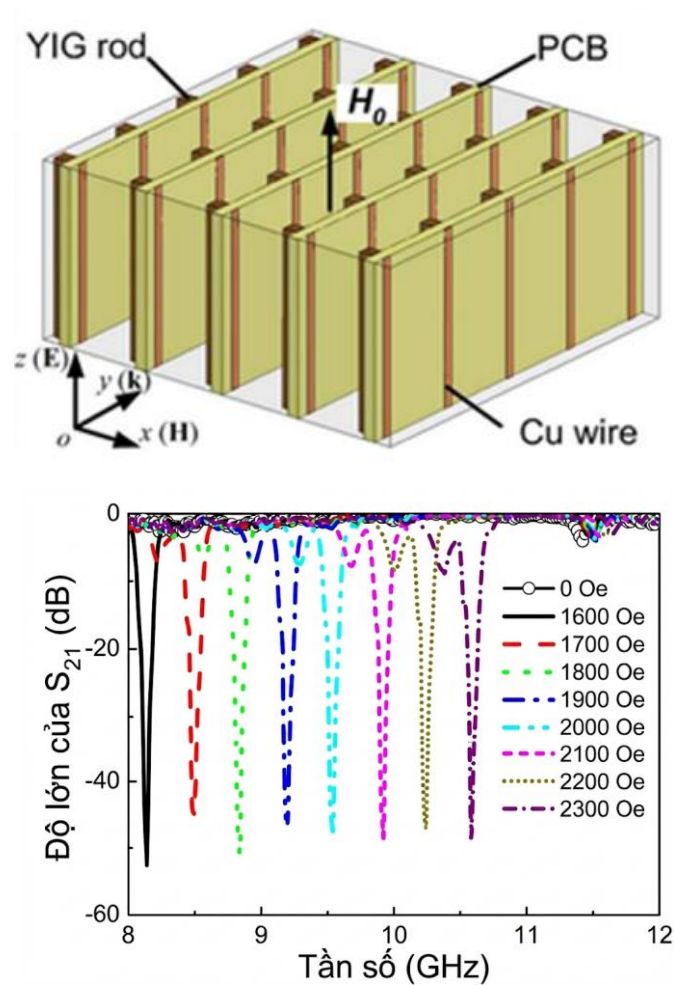 YIG rod
PCB
H₀
z (E)
y (k)
o
x (H)
Cu wire
Độ lớn của S₂₁ (dB)
0
-20
-40
-60
0 Oe
1600 Oe
1700 Oe
1800 Oe
1900 Oe
2000 Oe
2100 Oe
2200 Oe
2300 Oe
8
9
10
11
12
Tần số (GHz)